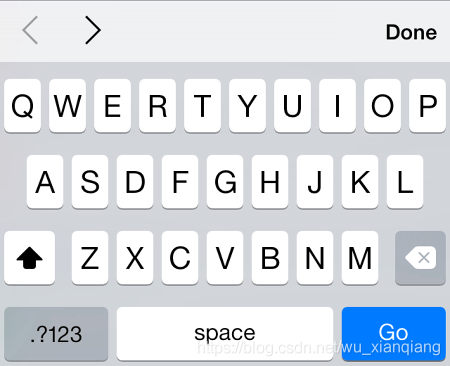 Done
Q W E R T Y U I O P
A S D F G H J K L
Z X C V B N M
.?123 space Go
https://blog.csdn.net/wu_xianqiang